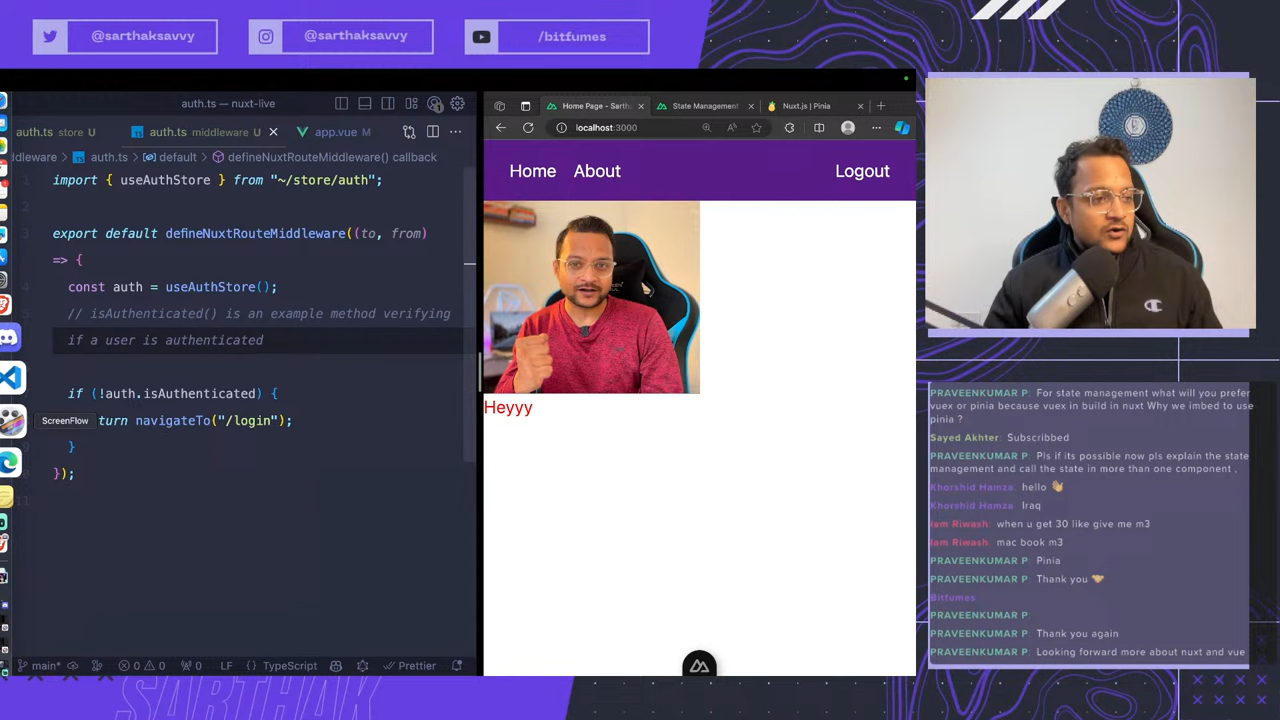 @sarthaksavvy
@sarthaksavvy
/bitfumes
auth.ts — nuxt-live
auth.ts store U
auth.ts middleware U
app.vue M
auth.ts
default
defineNuxtRouteMiddleware() callback
import { useAuthStore } from "~/store/auth";
2
export default defineNuxtRouteMiddleware((to, from)
=> {
const auth = useAuthStore();
// isAuthenticated() is an example method verifying
if a user is authenticated
if (!auth.isAuthenticated) {
navigateTo("/login");
}
});
ScreenFlow
main*
0
0
0
LF
{} TypeScript
Prettier
State Management
Nuxt.js | Pinia
localhost:3000
Home
About
Logout
Heyyy
PRAVEENKUMAR P: For state management what will you prefer
vuex or pinia because vuex in build in nuxt Why we imbed to use
pinia ?
Sayed Akhter: Subscribbed
PRAVEENKUMAR P: Pls if its possible now pls explain the state
management and call the state in more than one component ,
Khorshid Hamza: hello 👋
Khorshid Hamza: Iraq
Iam Riwash: when u get 30 like give me m3
Iam Riwash: mac book m3
PRAVEENKUMAR P: Pinia
PRAVEENKUMAR P: Thank you
Bitfumes
PRAVEENKUMAR P:
PRAVEENKUMAR P: Thank you again
PRAVEENKUMAR P: Looking forward more about nuxt and vue
SARTHAK